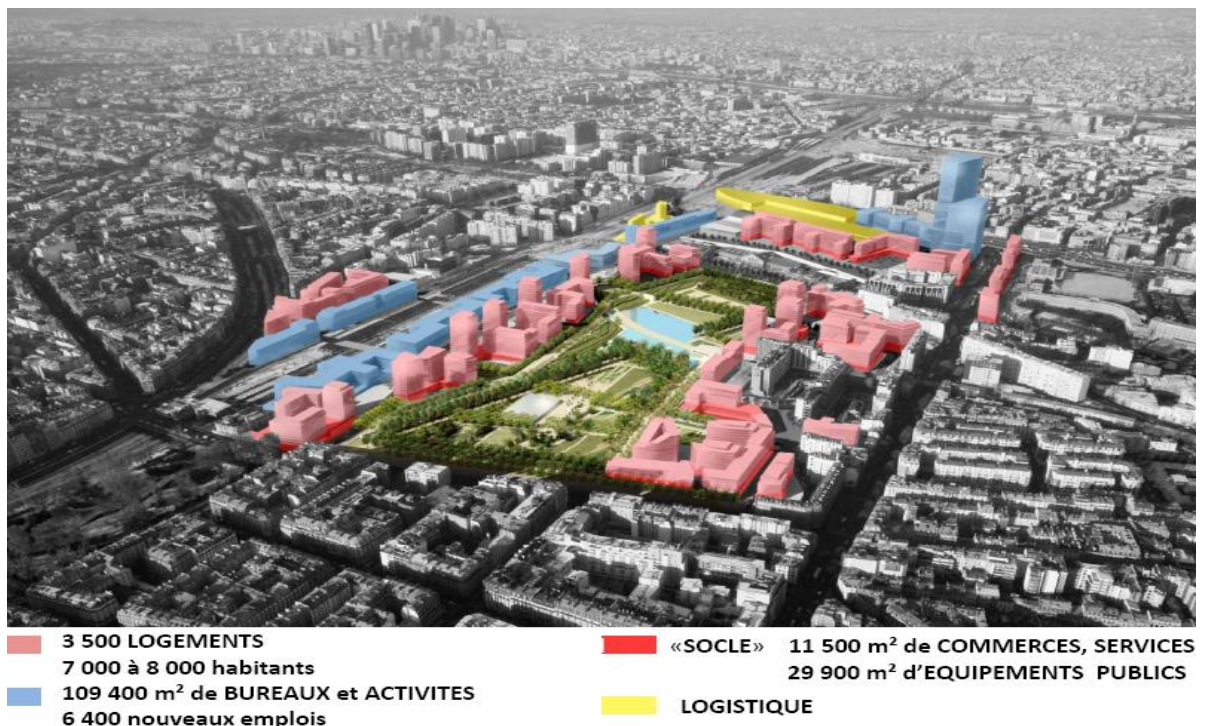 3 500 LOGEMENTS
7 000 à 8 000 habitants
109 400 m² de BUREAUX et ACTIVITES
6 400 nouveaux emplois
«SOCLE» 11 500 m² de COMMERCES, SERVICES
29 900 m² d'EQUIPEMENTS PUBLICS
LOGISTIQUE